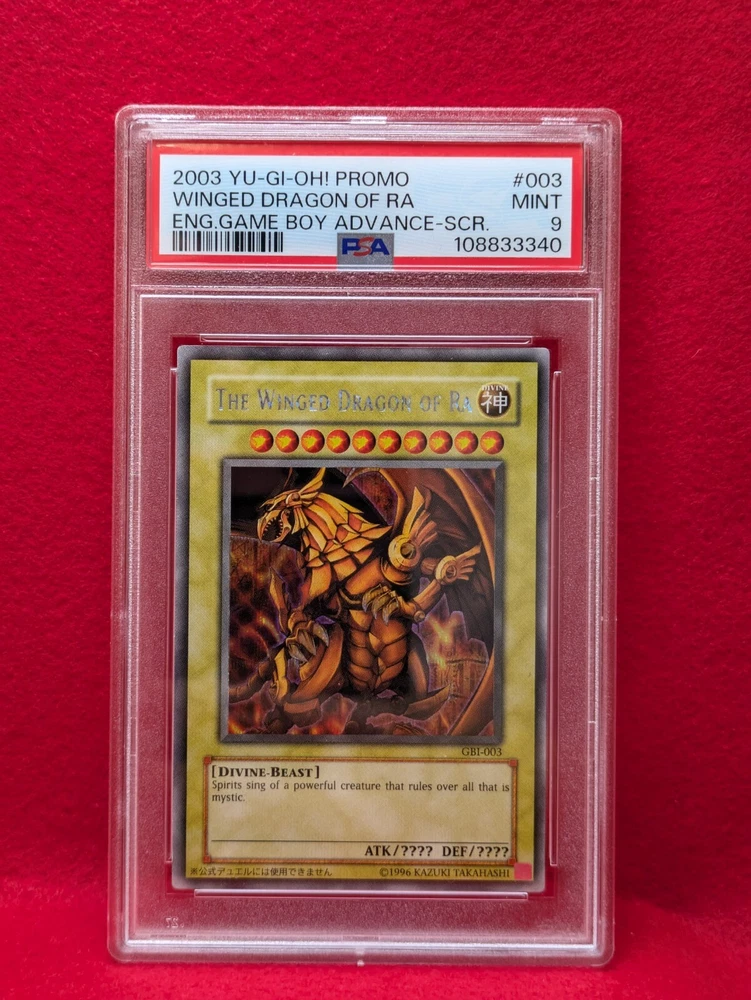 2003 YU-GI-OH! PROMO #003
WINGED DRAGON OF RA MINT
ENG.GAME BOY ADVANCE-SCR. 9
PSA 108833340
THE WINGED DRAGON OF RA
DIVINE
神
GBI-003
[DIVINE-BEAST]
Spirits sing of a powerful creature that rules over all that is
mystic.
ATK/???? DEF/????
※公式デュエルには使用できません ©1996 KAZUKI TAKAHASHI